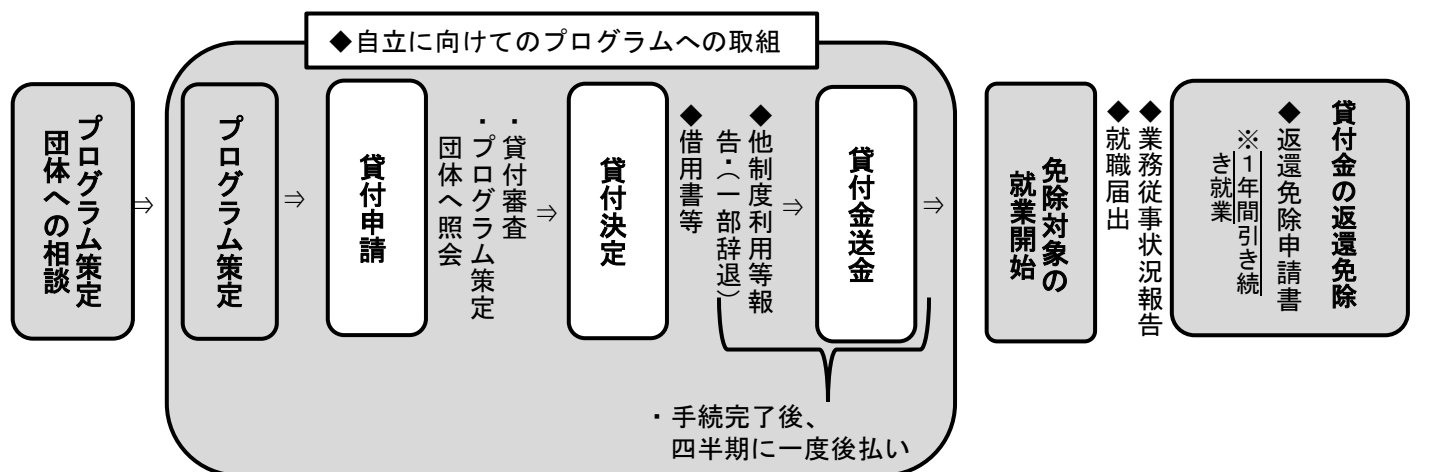 ◆自立に向けてのプログラムへの取組
プログラム策定
団体への相談
⇒
プログラム策定
⇒
貸付申請
・貸付審査
・プログラム策定
団体へ照会
⇒
貸付決定
◆他制度利用等報
告・（一部辞退）
◆借用書等
⇒
貸付金送金
⇒
・手続完了後、
四半期に一度後払い
免除対象の
就業開始
◆業務従事状況報告
◆就職届出
貸付金の返還免除
◆返還免除申請書
※１年間引き続
き就業